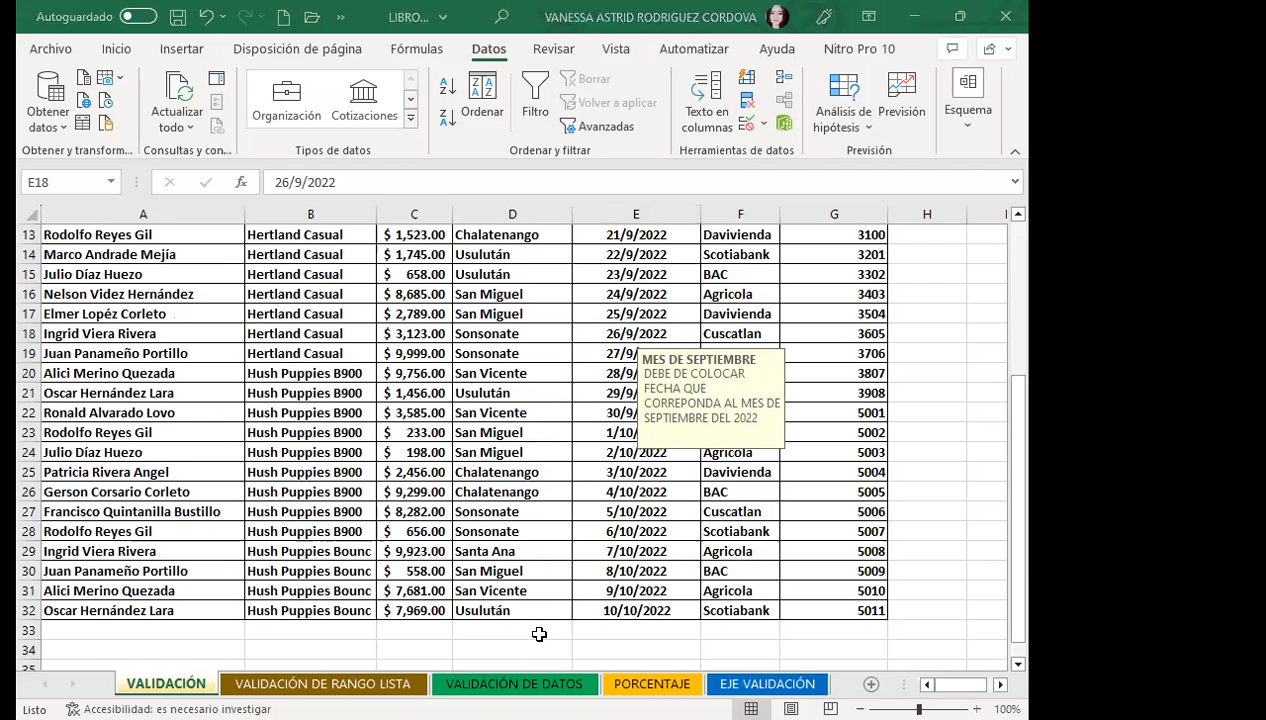 Autoguardado
LIBRO...
VANESSA ASTRID RODRIGUEZ CORDOVA
Archivo Inicio Insertar Disposición de página Fórmulas Datos Revisar Vista Automatizar Ayuda Nitro Pro 10
Obtener datos
Actualizar todo
Organización
Cotizaciones
Ordenar
Filtro
Borrar
Volver a aplicar
Avanzadas
Texto en columnas
Análisis de hipótesis
Previsión
Esquema
Obtener y transform... Consultas y con... Tipos de datos Ordenar y filtrar Herramientas de datos Previsión
E18 fx 26/9/2022
A B C D E F G H I
13 Rodolfo Reyes Gil Hertland Casual $ 1,523.00 Chalatenango 21/9/2022 Davivienda 3100
14 Marco Andrade Mejía Hertland Casual $ 1,745.00 Usulután 22/9/2022 Scotiabank 3201
15 Julio Díaz Huezo Hertland Casual $ 658.00 Usulután 23/9/2022 BAC 3302
16 Nelson Videz Hernández Hertland Casual $ 8,685.00 San Miguel 24/9/2022 Agricola 3403
17 Elmer Lopéz Corleto Hertland Casual $ 2,789.00 San Miguel 25/9/2022 Davivienda 3504
18 Ingrid Viera Rivera Hertland Casual $ 3,123.00 Sonsonate 26/9/2022 Cuscatlan 3605
19 Juan Panameño Portillo Hertland Casual $ 9,999.00 Sonsonate 27/9/ 3706
20 Alici Merino Quezada Hush Puppies B900 $ 9,756.00 San Vicente 28/9/ 3807
21 Oscar Hernández Lara Hush Puppies B900 $ 1,456.00 Usulután 29/9/ 3908
22 Ronald Alvarado Lovo Hush Puppies B900 $ 3,585.00 San Vicente 30/9/ 5001
23 Rodolfo Reyes Gil Hush Puppies B900 $ 233.00 San Miguel 1/10/ 5002
24 Julio Díaz Huezo Hush Puppies B900 $ 198.00 San Miguel 2/10/2022 Agricola 5003
25 Patricia Rivera Angel Hush Puppies B900 $ 2,456.00 Chalatenango 3/10/2022 Davivienda 5004
26 Gerson Corsario Corleto Hush Puppies B900 $ 9,299.00 Chalatenango 4/10/2022 BAC 5005
27 Francisco Quintanilla Bustillo Hush Puppies B900 $ 8,282.00 Sonsonate 5/10/2022 Cuscatlan 5006
28 Rodolfo Reyes Gil Hush Puppies B900 $ 656.00 Sonsonate 6/10/2022 Scotiabank 5007
29 Ingrid Viera Rivera Hush Puppies Bounc $ 9,923.00 Santa Ana 7/10/2022 Agricola 5008
30 Juan Panameño Portillo Hush Puppies Bounc $ 558.00 San Miguel 8/10/2022 BAC 5009
31 Alici Merino Quezada Hush Puppies Bounc $ 7,681.00 San Vicente 9/10/2022 Agricola 5010
32 Oscar Hernández Lara Hush Puppies Bounc $ 7,969.00 Usulután 10/10/2022 Scotiabank 5011
33
34
35
MES DE SEPTIEMBRE
DEBE DE COLOCAR
FECHA QUE
CORREPONDA AL MES DE
SEPTIEMBRE DEL 2022
VALIDACIÓN VALIDACIÓN DE RANGO LISTA VALIDACIÓN DE DATOS PORCENTAJE EJE VALIDACIÓN
Listo Accesibilidad: es necesario investigar 100%